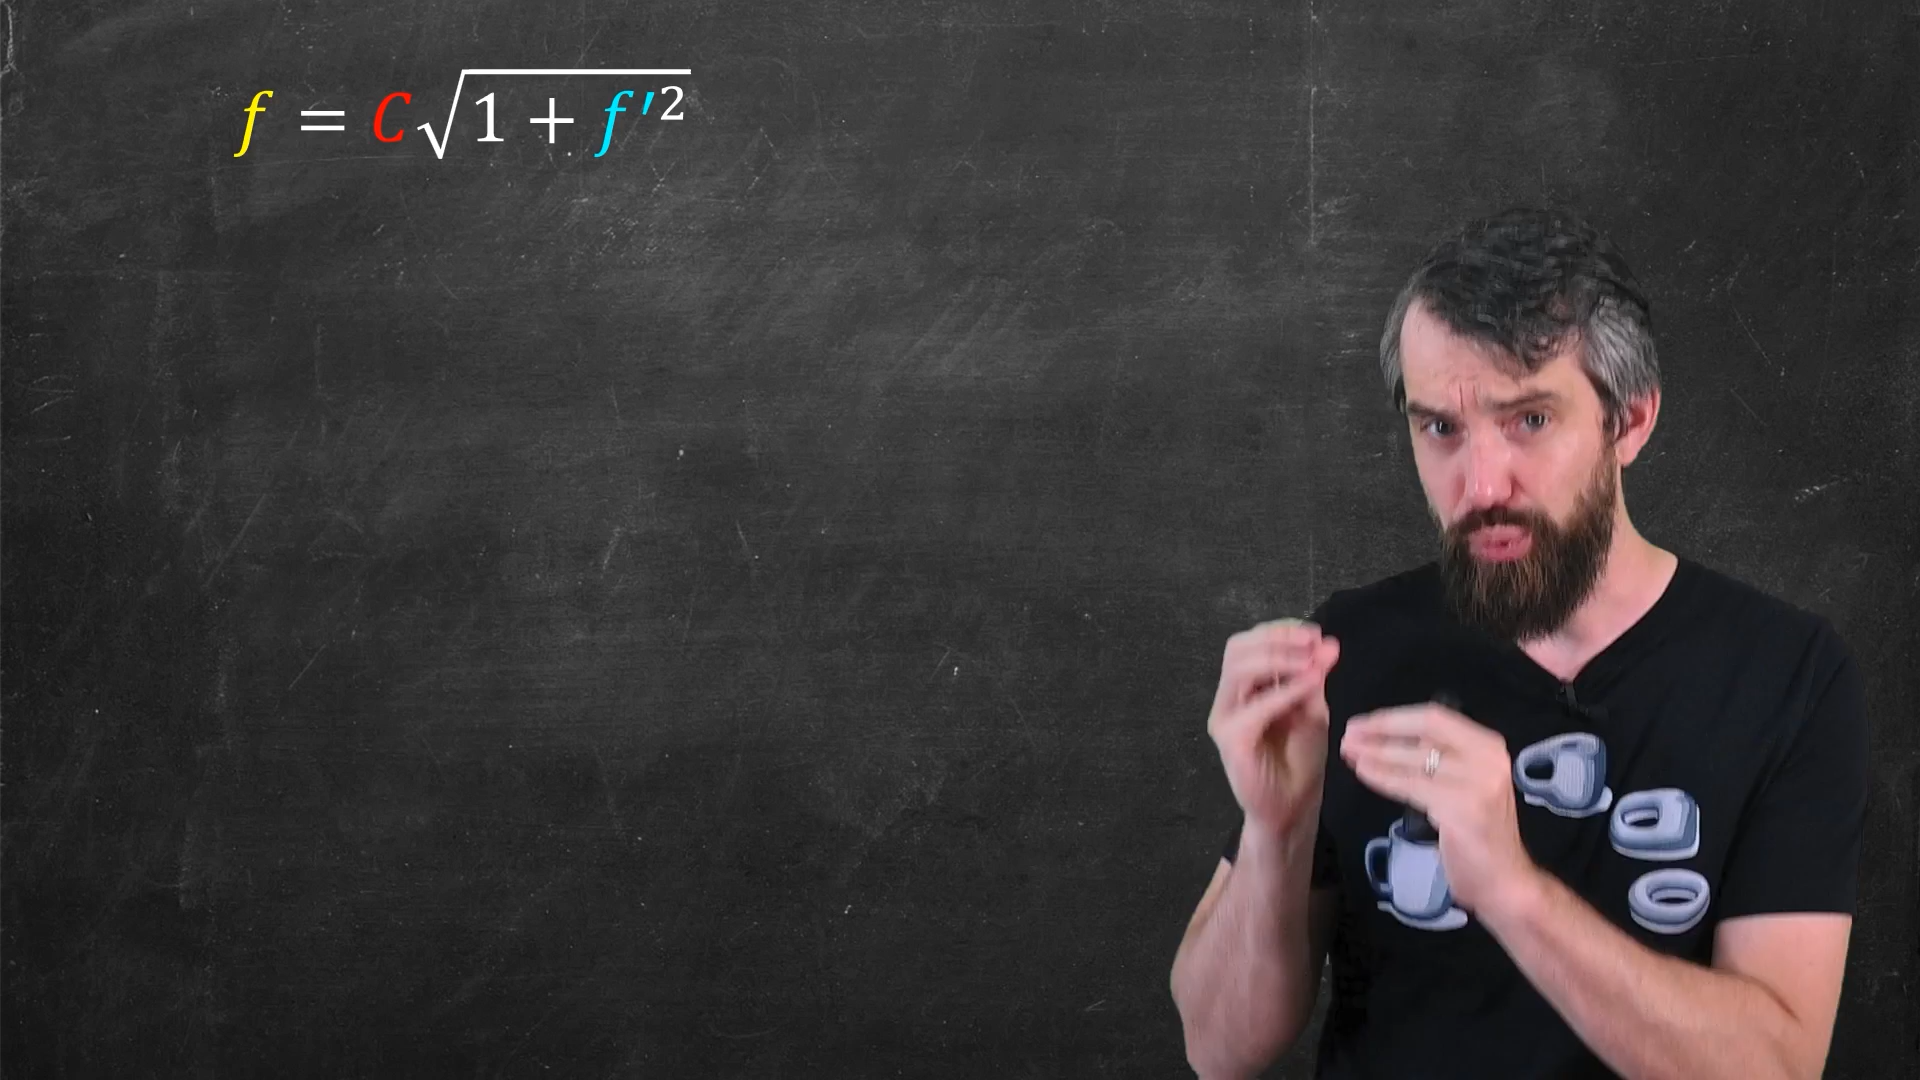 f = C√(1 + f′²)